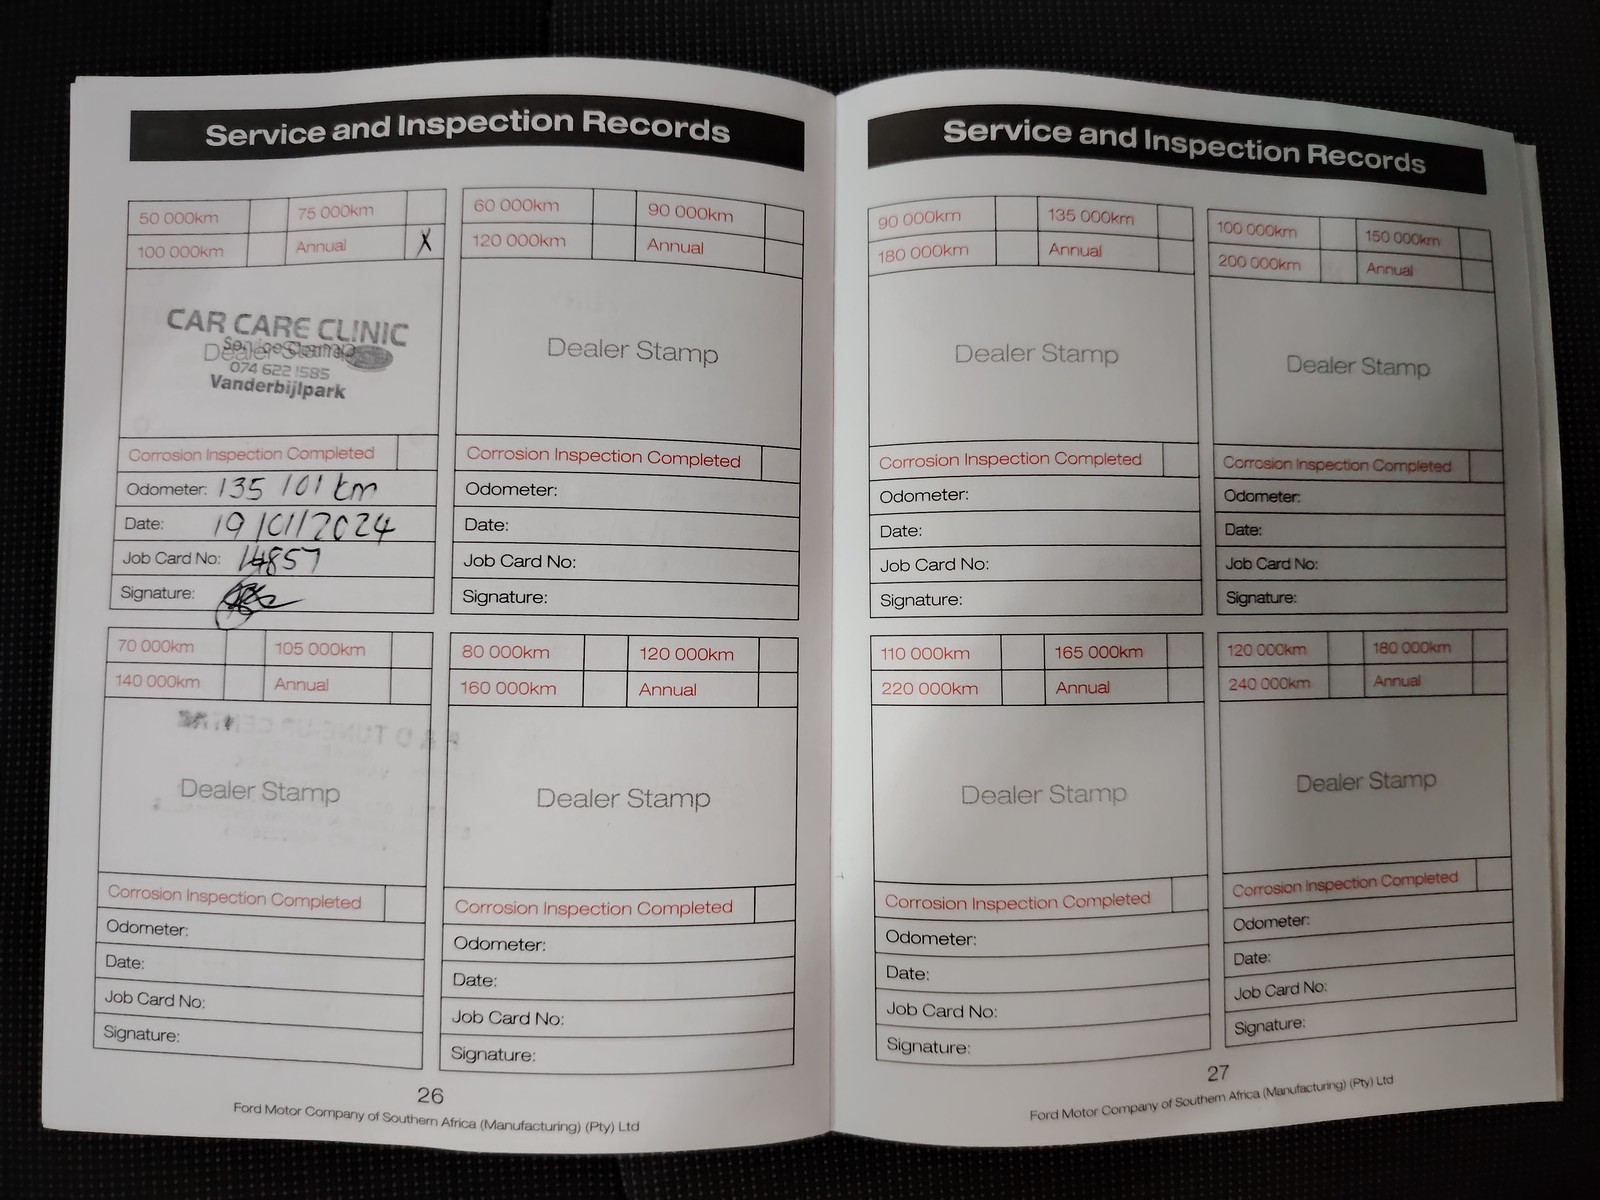 Service and Inspection Records
50 000km 75 000km
100 000km Annual X
CAR CARE CLINIC
Dealer Stamp
074 622 1585
Vanderbijlpark
Corrosion Inspection Completed
Odometer: 135 101 km
Date: 19/01/2024
Job Card No: 14857
Signature:
60 000km 90 000km
120 000km Annual
Dealer Stamp
Corrosion Inspection Completed
Odometer:
Date:
Job Card No:
Signature:
70 000km 105 000km
140 000km Annual
Dealer Stamp
Corrosion Inspection Completed
Odometer:
Date:
Job Card No:
Signature:
80 000km 120 000km
160 000km Annual
Dealer Stamp
Corrosion Inspection Completed
Odometer:
Date:
Job Card No:
Signature:
26
Ford Motor Company of Southern Africa (Manufacturing) (Pty) Ltd
Service and Inspection Records
90 000km 135 000km
180 000km Annual
Dealer Stamp
Corrosion Inspection Completed
Odometer:
Date:
Job Card No:
Signature:
100 000km 150 000km
200 000km Annual
Dealer Stamp
Corrosion Inspection Completed
Odometer:
Date:
Job Card No:
Signature:
110 000km 165 000km
220 000km Annual
Dealer Stamp
Corrosion Inspection Completed
Odometer:
Date:
Job Card No:
Signature:
120 000km 180 000km
240 000km Annual
Dealer Stamp
Corrosion Inspection Completed
Odometer:
Date:
Job Card No:
Signature:
27
Ford Motor Company of Southern Africa (Manufacturing) (Pty) Ltd